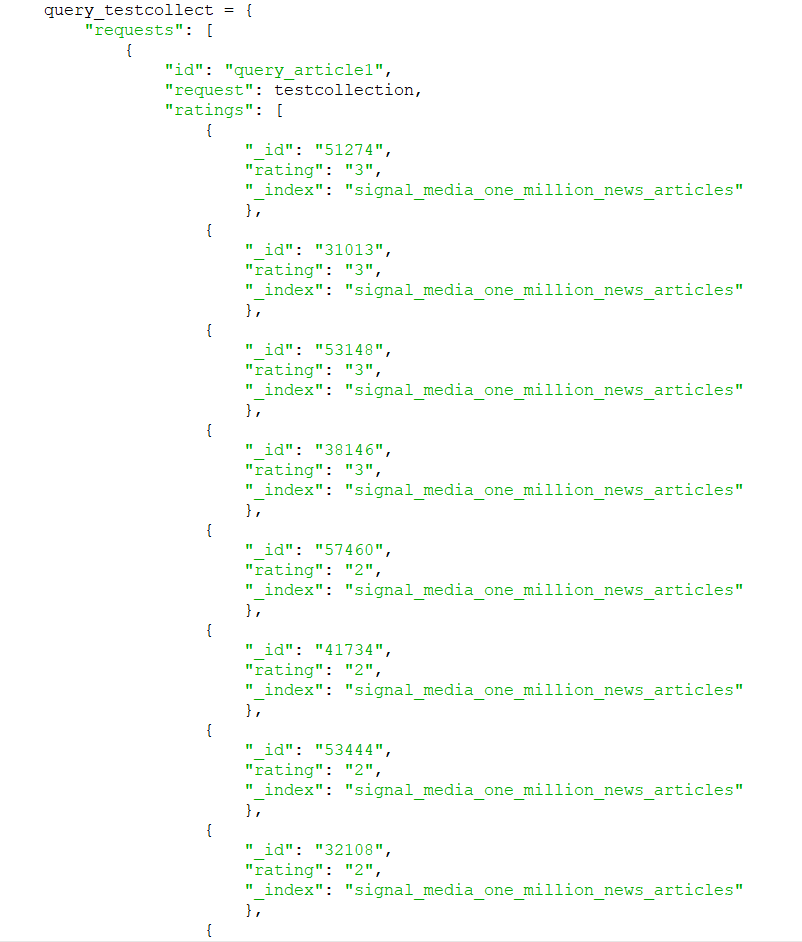 query_testcollect = {
"requests": [
{
"id": "query_article1",
"request": testcollection,
"ratings": [
{
"_id": "51274",
"rating": "3",
"_index": "signal_media_one_million_news_articles"
},
{
"_id": "31013",
"rating": "3",
"_index": "signal_media_one_million_news_articles"
},
{
"_id": "53148",
"rating": "3",
"_index": "signal_media_one_million_news_articles"
},
{
"_id": "38146",
"rating": "3",
"_index": "signal_media_one_million_news_articles"
},
{
"_id": "57460",
"rating": "2",
"_index": "signal_media_one_million_news_articles"
},
{
"_id": "41734",
"rating": "2",
"_index": "signal_media_one_million_news_articles"
},
{
"_id": "53444",
"rating": "2",
"_index": "signal_media_one_million_news_articles"
},
{
"_id": "32108",
"rating": "2",
"_index": "signal_media_one_million_news_articles"
},
{